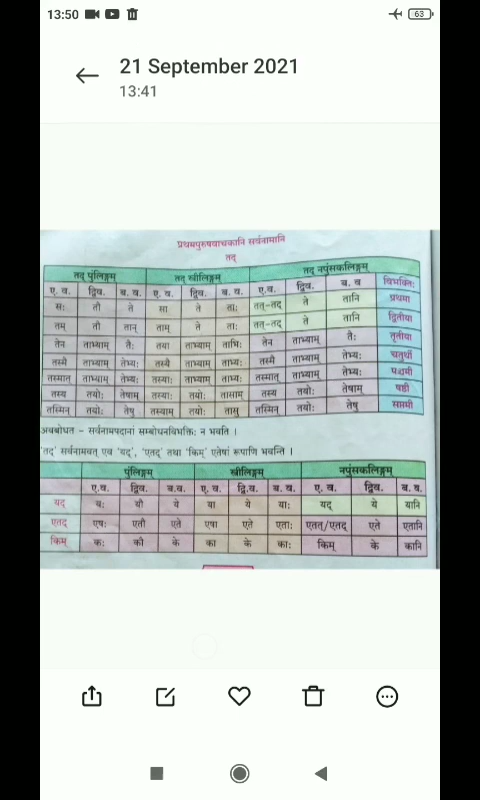 13:50
63
21 September 2021
13:41
प्रथमपुरुषवाचकानि सर्वनामानि
तद्
तद् पुंलिङ्गम् तद् स्त्रीलिङ्गम् तद् नपुंसकलिङ्गम्
ए. व. द्विव. ब. व. ए. व. द्विव. ब. व. ए.व. द्विव. ब. व विभक्तिः
सः तौ ते सा ते ताः तत्-तद् ते तानि प्रथमा
तम् तौ तान् ताम् ते ताः तत्-तद् ते तानि द्वितीया
तेन ताभ्याम् तैः तया ताभ्याम् ताभिः तेन ताभ्याम् तैः तृतीया
तस्मै ताभ्याम् तेभ्यः तस्यै ताभ्याम् ताभ्यः तस्मै ताभ्याम् तेभ्यः चतुर्थी
तस्मात् ताभ्याम् तेभ्यः तस्याः ताभ्याम् ताभ्यः तस्मात् ताभ्याम् तेभ्यः पञ्चमी
तस्य तयोः तेषाम् तस्याः तयोः तासाम् तस्य तयोः तेषाम् षष्ठी
तस्मिन् तयोः तेषु तस्याम् तयोः तासु तस्मिन् तयोः तेषु सप्तमी
अवबोधत - सर्वनामपदानां सम्बोधनविभक्तिः न भवति ।
'तद्' सर्वनामवत् एव 'यद्', 'एतद्' तथा 'किम्' एतेषां रूपाणि भवन्ति ।
पुंलिङ्गम् स्त्रीलिङ्गम् नपुंसकलिङ्गम्
ए.व. द्विव. ब.व. ए. व. द्वि.व. ब. व. ए. व. द्विव. ब. व.
यद् यः यौ ये या ये याः यद् ये यानि
एतद् एषः एतौ एते एषा एते एताः एतत्/एतद् एते एतानि
किम् कः कौ के का के काः किम् के कानि